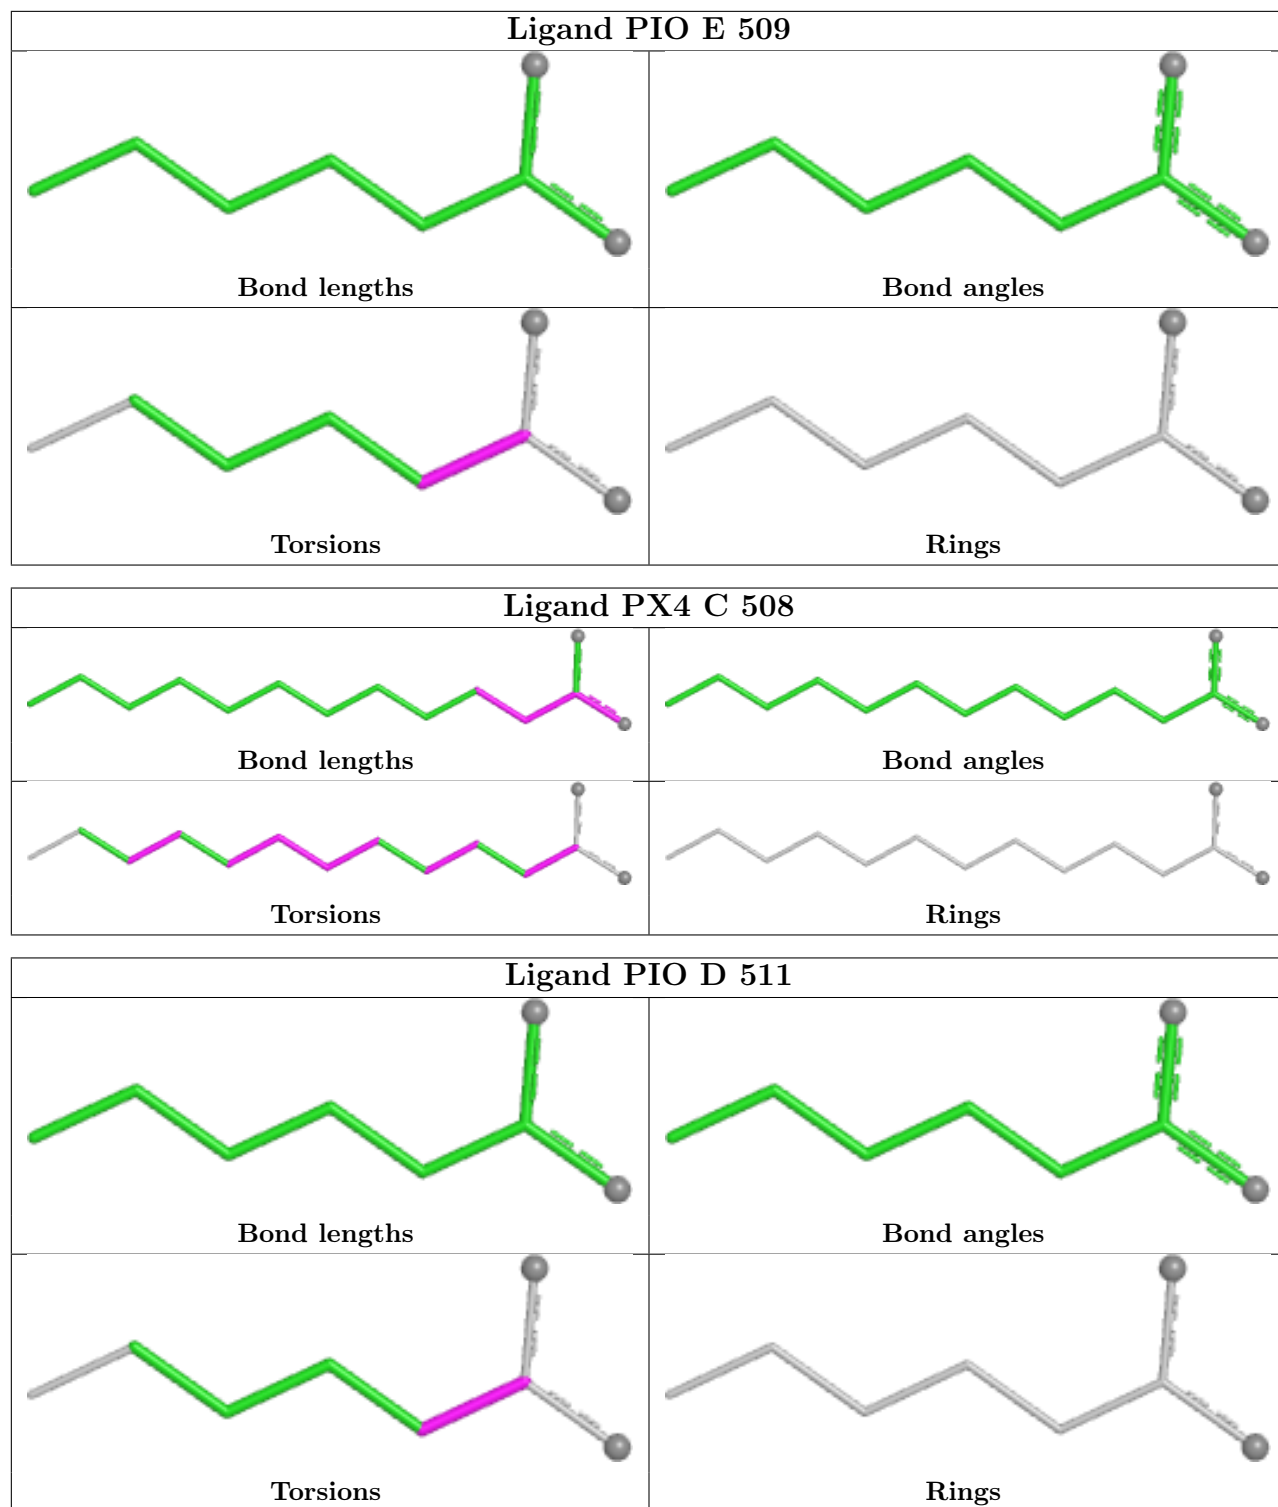 Ligand PIO E 509
Bond lengths
Bond angles
Torsions
Rings
Ligand PX4 C 508
Bond lengths
Bond angles
Torsions
Rings
Ligand PIO D 511
Bond lengths
Bond angles
Torsions
Rings